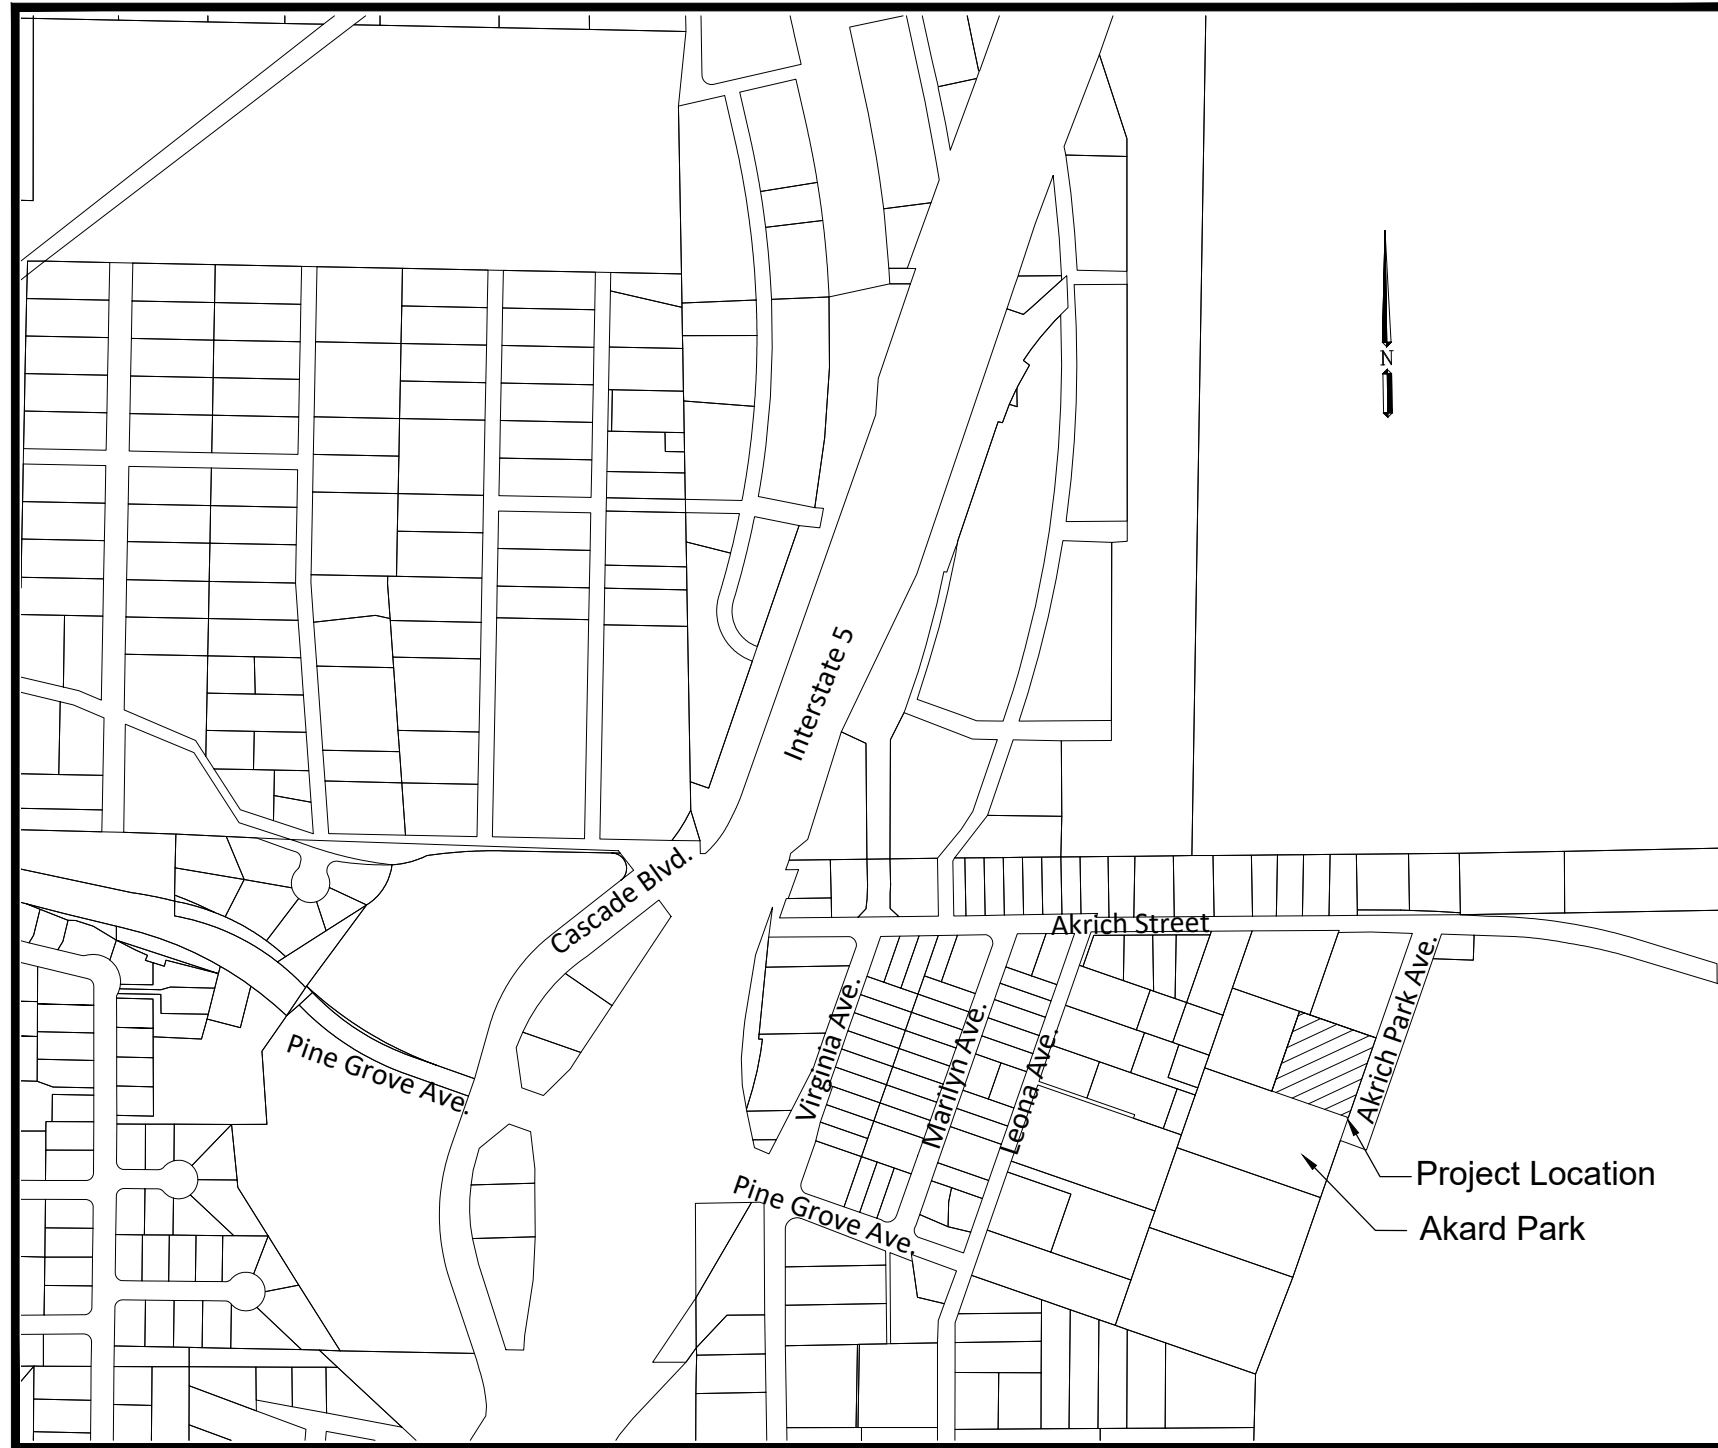 N
Interstate 5
Cascade Blvd.
Akrich Street
Akrich Park Ave.
Virginia Ave.
Marilyn Ave.
Leona Ave.
Pine Grove Ave.
Pine Grove Ave.
Project Location
Akard Park